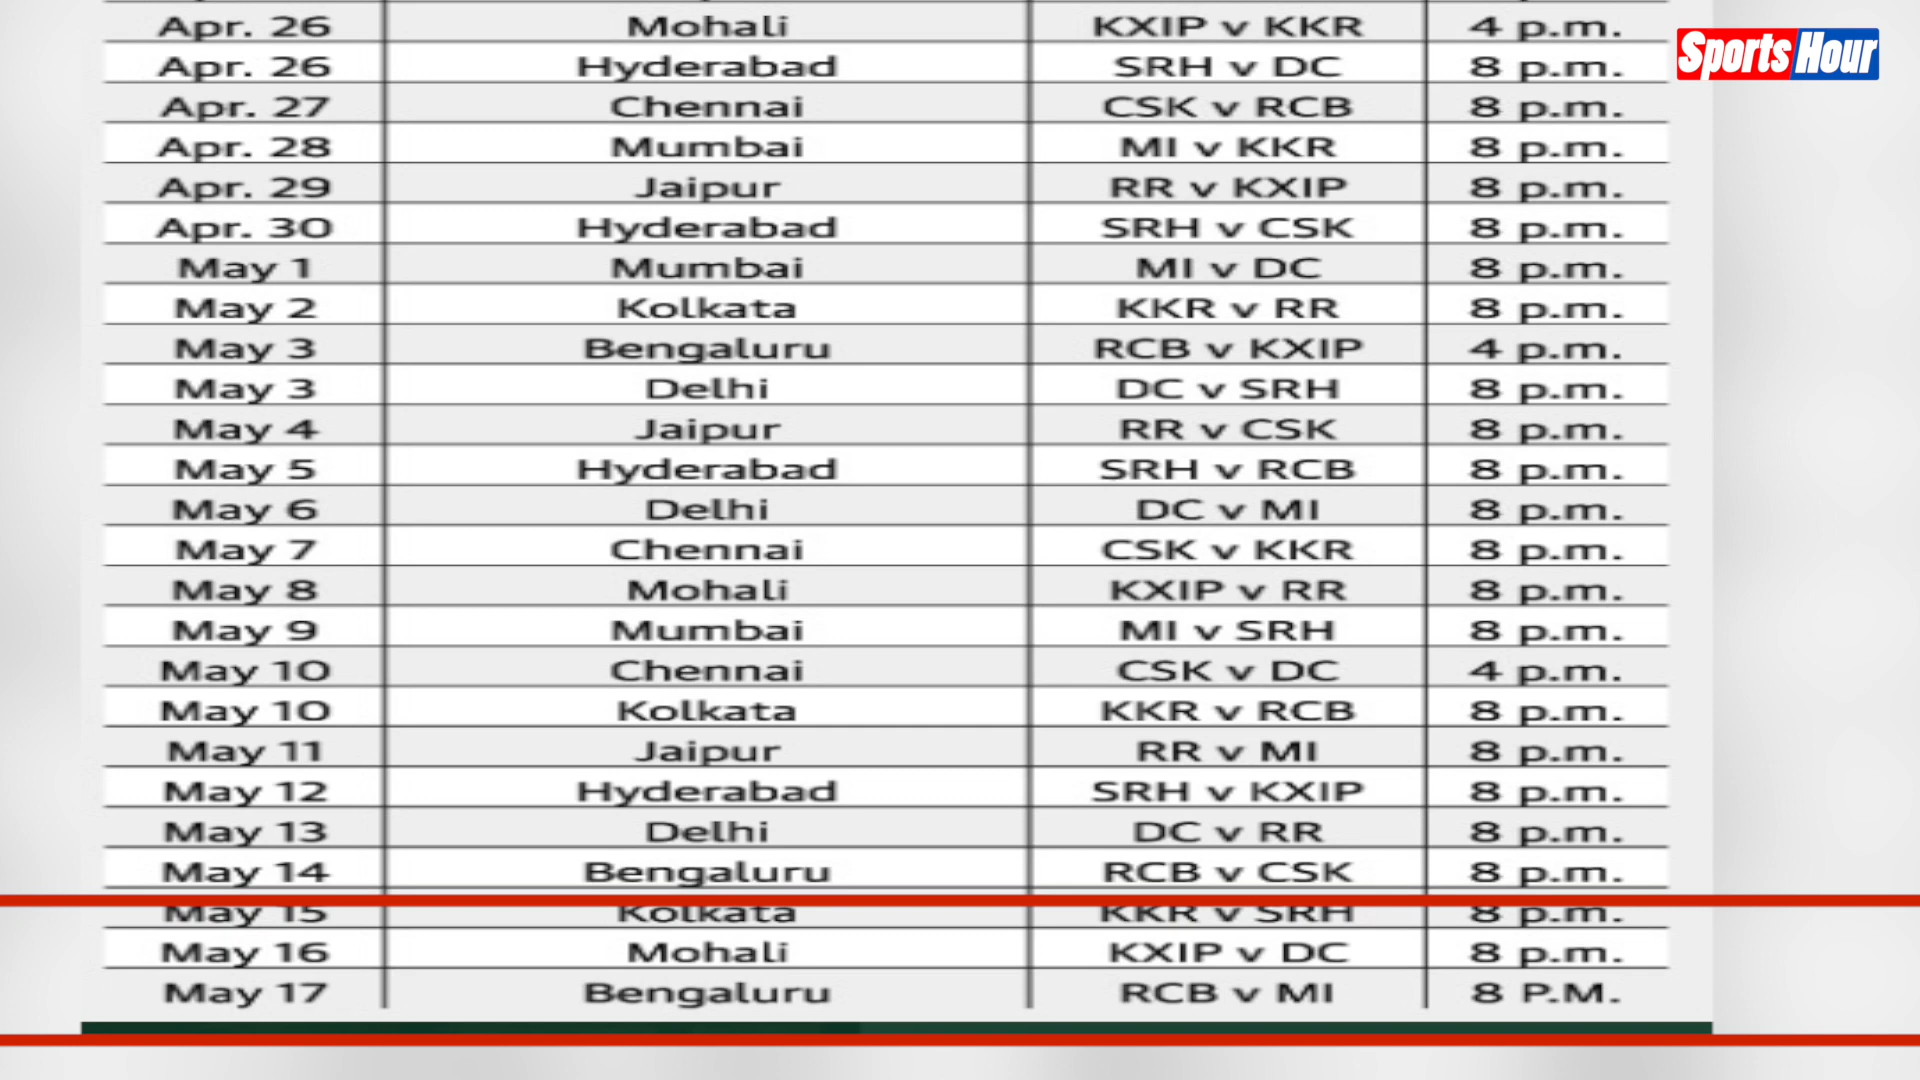 Apr. 26 Mohali KXIP v KKR 4 p.m.
Sports Hour
Apr. 26 Hyderabad SRH v DC 8 p.m.
Apr. 27 Chennai CSK v RCB 8 p.m.
Apr. 28 Mumbai MI v KKR 8 p.m.
Apr. 29 Jaipur RR v KXIP 8 p.m.
Apr. 30 Hyderabad SRH v CSK 8 p.m.
May 1 Mumbai MI v DC 8 p.m.
May 2 Kolkata KKR v RR 8 p.m.
May 3 Bengaluru RCB v KXIP 4 p.m.
May 3 Delhi DC v SRH 8 p.m.
May 4 Jaipur RR v CSK 8 p.m.
May 5 Hyderabad SRH v RCB 8 p.m.
May 6 Delhi DC v MI 8 p.m.
May 7 Chennai CSK v KKR 8 p.m.
May 8 Mohali KXIP v RR 8 p.m.
May 9 Mumbai MI v SRH 8 p.m.
May 10 Chennai CSK v DC 4 p.m.
May 10 Kolkata KKR v RCB 8 p.m.
May 11 Jaipur RR v MI 8 p.m.
May 12 Hyderabad SRH v KXIP 8 p.m.
May 13 Delhi DC v RR 8 p.m.
May 14 Bengaluru RCB v CSK 8 p.m.
May 15 Kolkata KKR v SRH 8 p.m.
May 16 Mohali KXIP v DC 8 p.m.
May 17 Bengaluru RCB v MI 8 P.M.